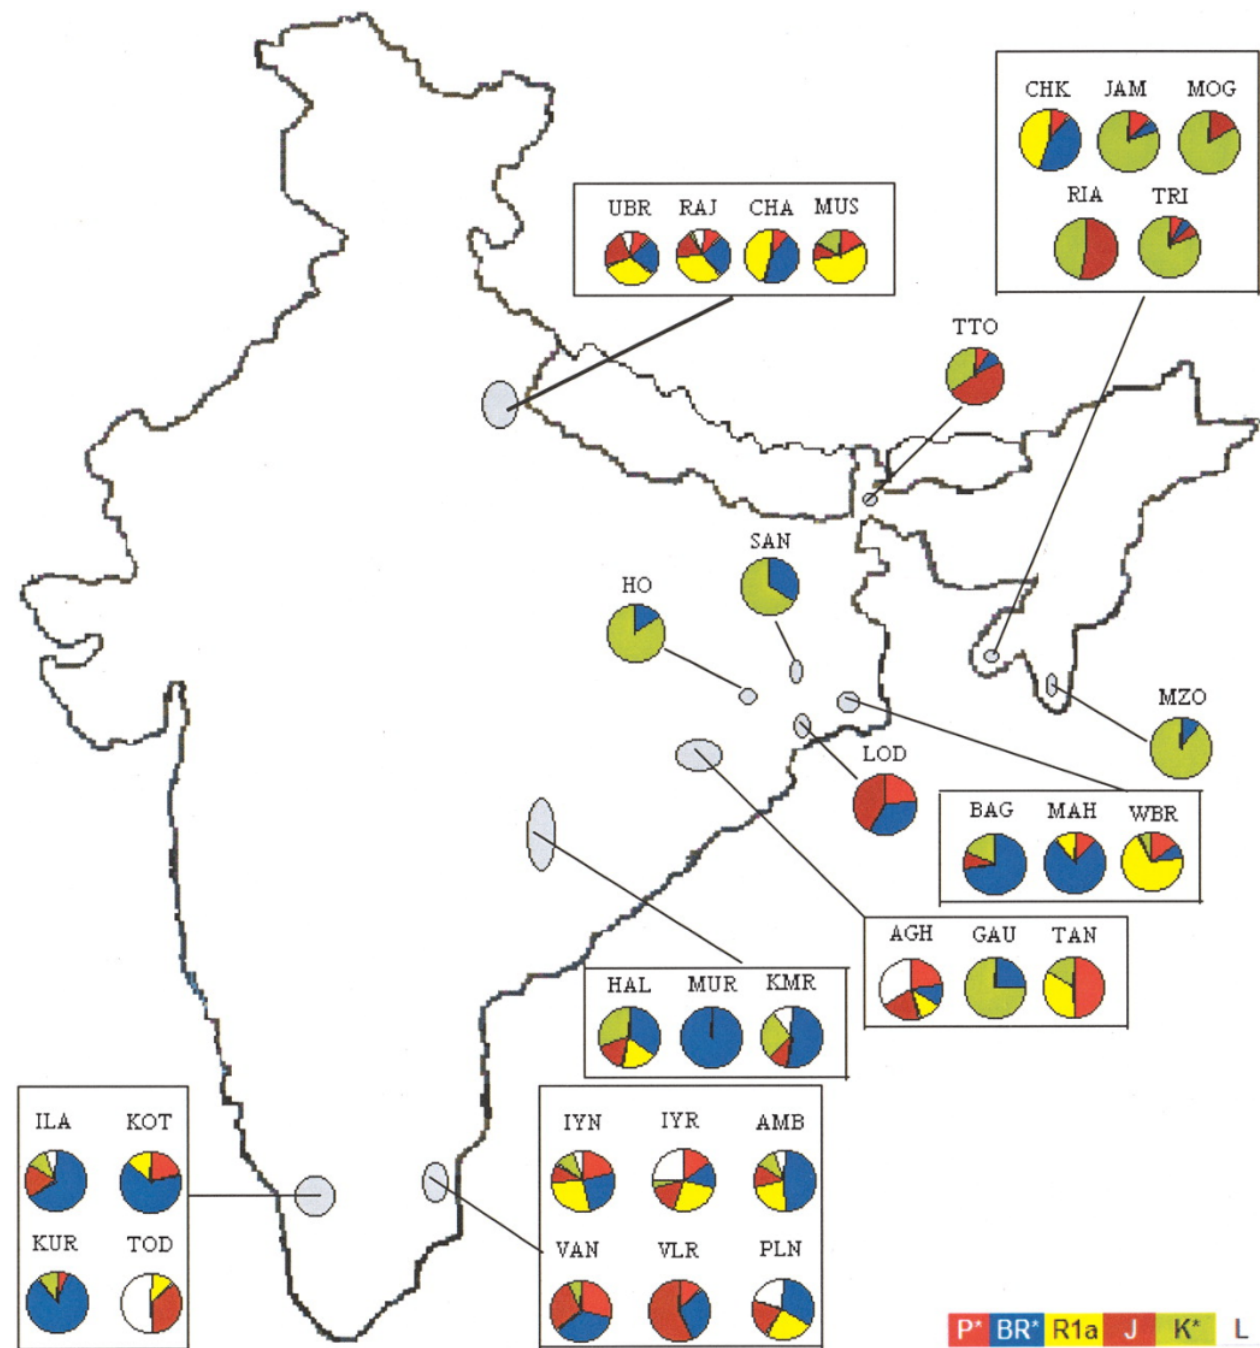 CHK JAM MOG
RIA TRI
UBR RAJ CHA MUS
TTO
SAN
HO
MZO
LOD
BAG MAH WBR
AGH GAU TAN
HAL MUR KMR
ILA KOT
KUR TOD
IYN IYR AMB
VAN VLR PLN
P* BR* R1a J K* L